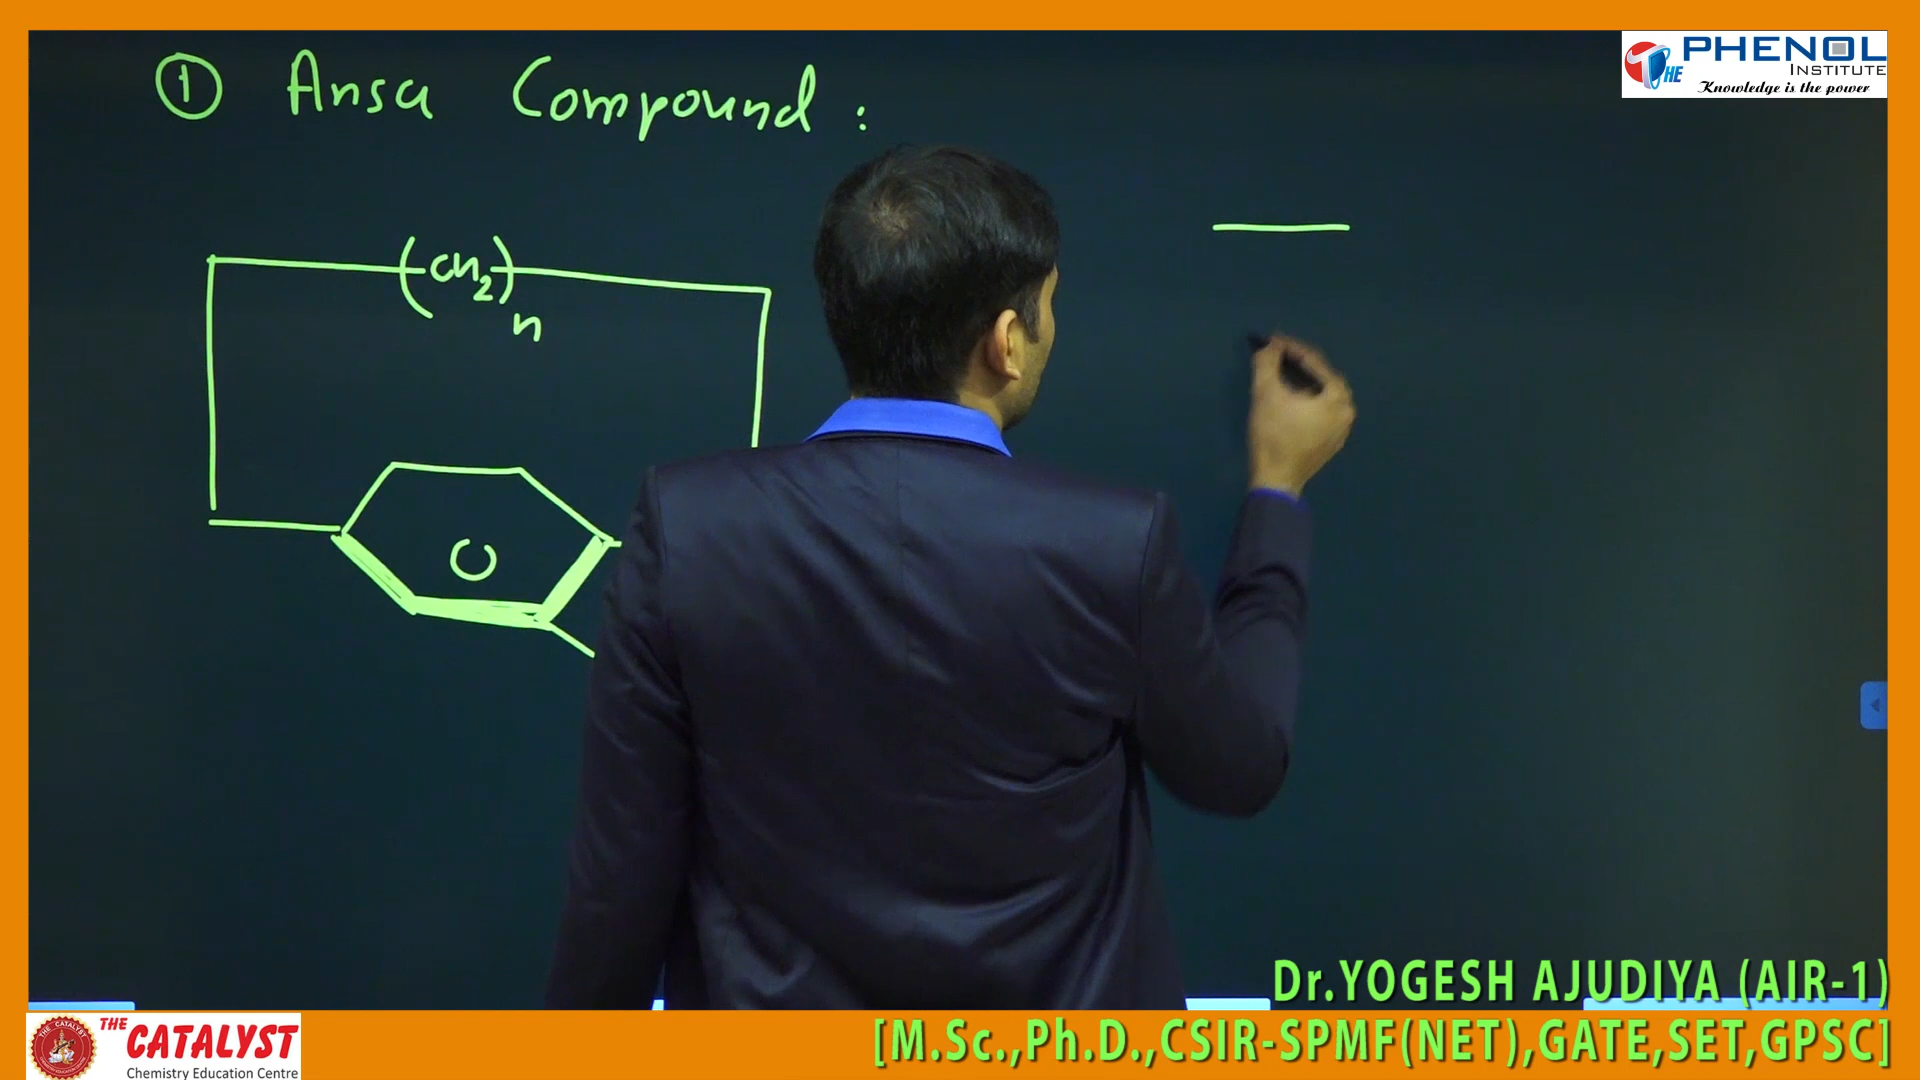 ① Ansa Compound :
THE PHENOL
INSTITUTE
Knowledge is the power
(CH2)n
Dr.YOGESH AJUDIYA (AIR-1)
[M.Sc.,Ph.D.,CSIR-SPMF(NET),GATE,SET,GPSC]
THE CATALYST
Chemistry Education Centre